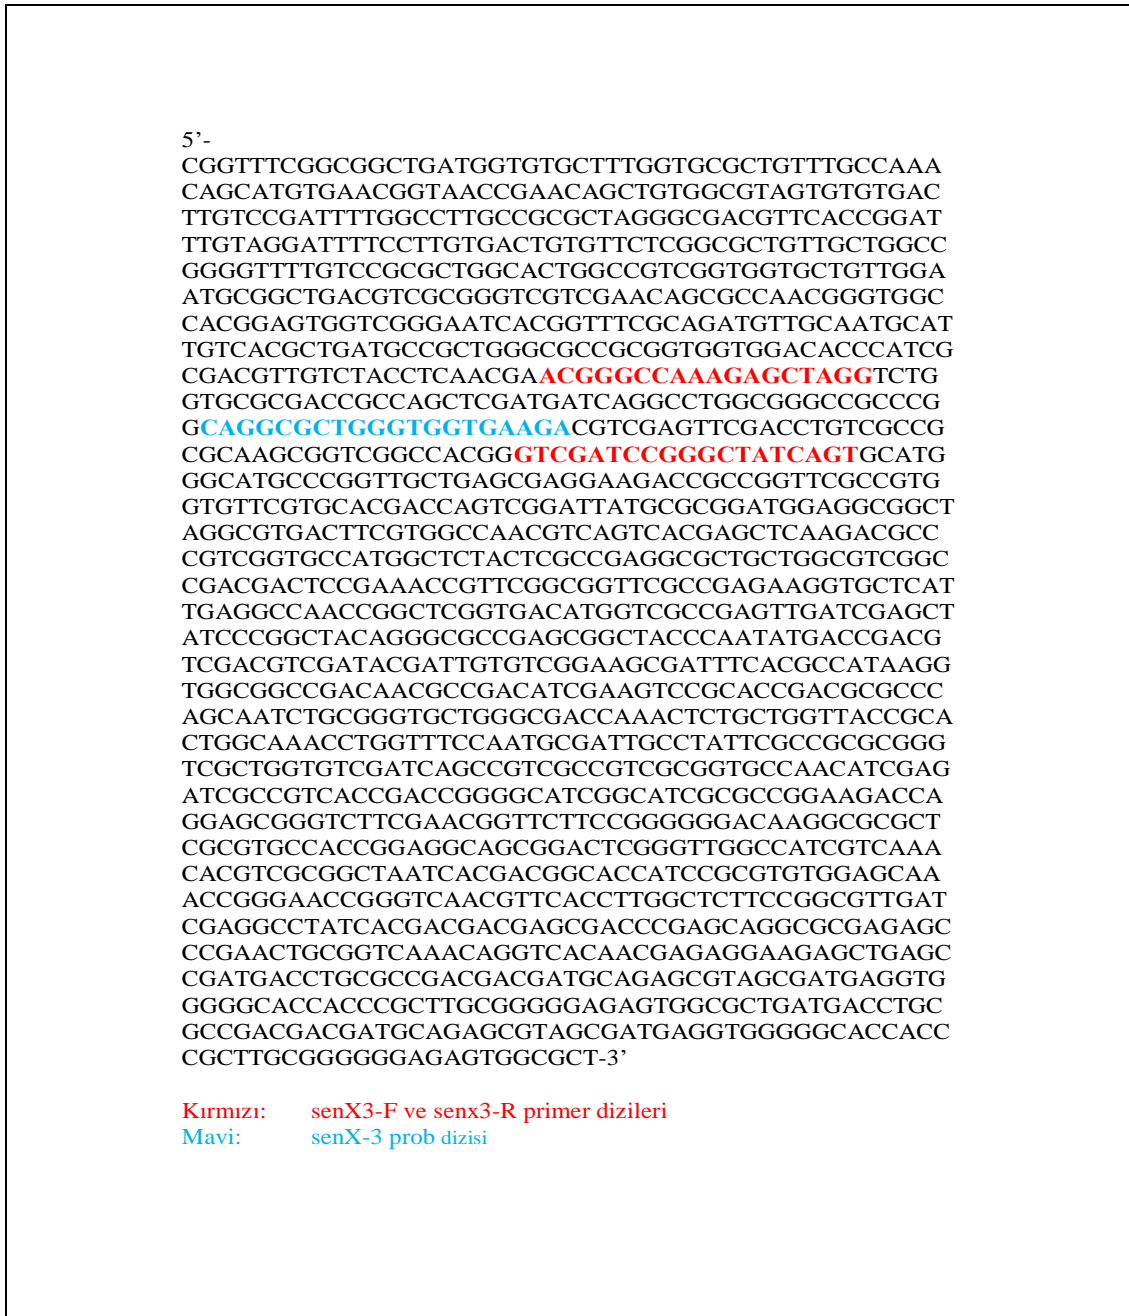 5’-
CGGTTTCGGCGGCTGATGGTGTGCTTTGGTGCGCTGTTTGCCAAA
CAGCATGTGAACGGTAACCGAACAGCTGTGGCGTAGTGTGTGAC
TTGTCCGATTTTGGCCTTGCCGCGCTAGGGCGACGTTCACCGGAT
TTGTAGGATTTTCCTTGTGACTGTGTTCTCGGCGCTGTTGCTGGCC
GGGGTTTTGTCCGCGCTGGCACTGGCCGTCGGTGGTGCTGTTGGA
ATGCGGCTGACGTCGCGGGTCGTCGAACAGCGCCAACGGGTGGC
CACGGAGTGGTCGGGAATCACGGTTTCGCAGATGTTGCAATGCAT
TGTCACGCTGATGCCGCTGGGCGCCGCGGTGGTGGACACCCATCG
CGACGTTGTCTACCTCAACGAACGGGCCAAAGAGCTAGGTCTG
GTGCGCGACCGCCAGCTCGATGATCAGGCCTGGCGGGCCGCCCG
GCAGGCGCTGGGTGGTGAAGACGTCGAGTTCGACCTGTCGCCG
CGCAAGCGGTCGGCCACGGGTCGATCCGGGCTATCAGTGCATG
GGCATGCCCGGTTGCTGAGCGAGGAAGACCGCCGGTTCGCCGTG
GTGTTCGTGCACGACCAGTCGGATTATGCGCGGATGGAGGCGGCT
AGGCGTGACTTCGTGGCCAACGTCAGTCACGAGCTCAAGACGCC
CGTCGGTGCCATGGCTCTACTCGCCGAGGCGCTGCTGGCGTCGGC
CGACGACTCCGAAACCGTTCGGCGGTTCGCCGAGAAGGTGCTCAT
TGAGGCCAACCGGCTCGGTGACATGGTCGCCGAGTTGATCGAGCT
ATCCCGGCTACAGGGCGCCGAGCGGCTACCCAATATGACCGACG
TCGACGTCGATACGATTGTGTCGGAAGCGATTTCACGCCATAAGG
TGGCGGCCGACAACGCCGACATCGAAGTCCGCACCGACGCGCCC
AGCAATCTGCGGGTGCTGGGCGACCAAACTCTGCTGGTTACCGCA
CTGGCAAACCTGGTTTCCAATGCGATTGCCTATTCGCCGCGCGGG
TCGCTGGTGTCGATCAGCCGTCGCCGTCGCGGTGCCAACATCGAG
ATCGCCGTCACCGACCGGGGCATCGGCATCGCGCCGGAAGACCA
GGAGCGGGTCTTCGAACGGTTCTTCCGGGGGGACAAGGCGCGCT
CGCGTGCCACCGGAGGCAGCGGACTCGGGTTGGCCATCGTCAAA
CACGTCGCGGCTAATCACGACGGCACCATCCGCGTGTGGAGCAA
ACCGGGAACCGGGTCAACGTTCACCTTGGCTCTTCCGGCGTTGAT
CGAGGCCTATCACGACGACGAGCGACCCGAGCAGGCGCGAGAGC
CCGAACTGCGGTCAAACAGGTCACAACGAGAGGAAGAGCTGAGC
CGATGACCTGCGCCGACGACGATGCAGAGCGTAGCGATGAGGTG
GGGGCACCACCCGCTTGCGGGGGAGAGTGGCGCTGATGACCTGC
GCCGACGACGATGCAGAGCGTAGCGATGAGGTGGGGGCACCACC
CGCTTGCGGGGGGAGAGTGGCGCT-3’
Kırmızı: senX3-F ve senx3-R primer dizileri
Mavi: senX-3 prob dizisi